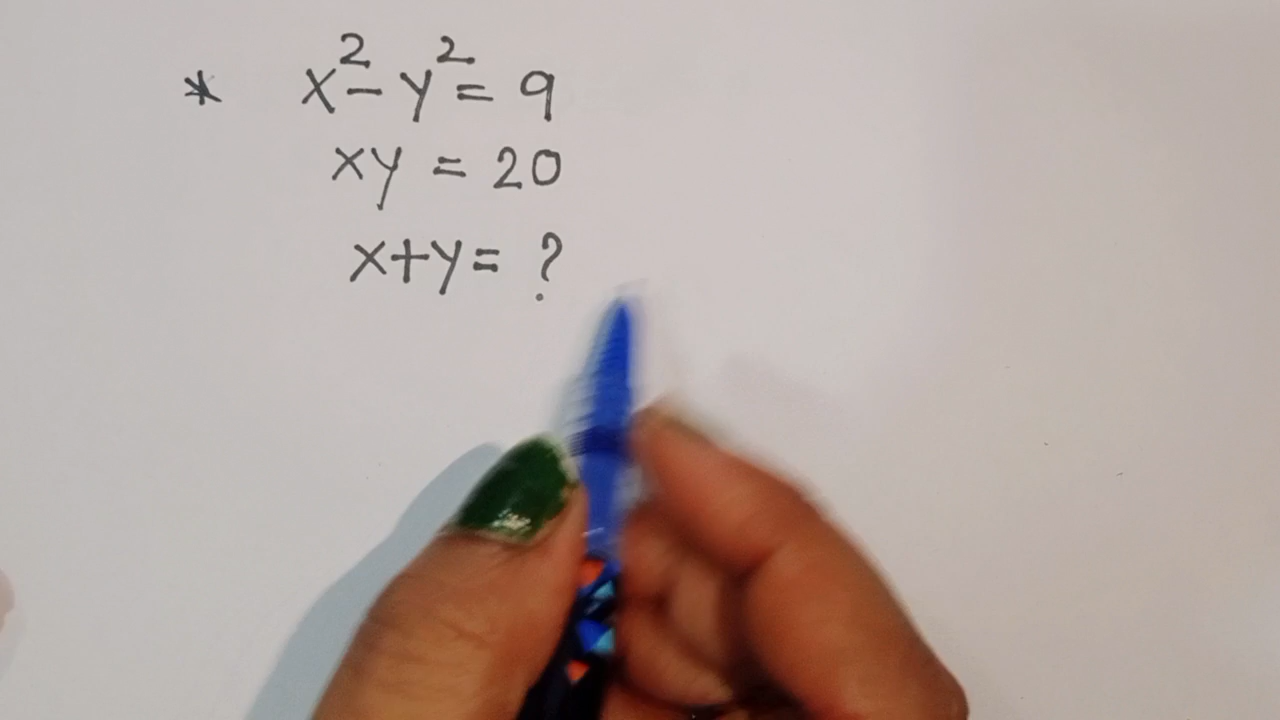 * x² - y² = 9
xy = 20
x+y = ?